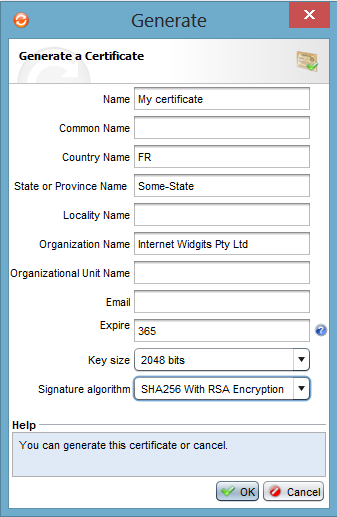 Generate
Generate a Certificate
Name My certificate
Common Name
Country Name FR
State or Province Name Some-State
Locality Name
Organization Name Internet Widgits Pty Ltd
Organizational Unit Name
Email
Expire 365
Key size 2048 bits
Signature algorithm SHA256 With RSA Encryption
Help
You can generate this certificate or cancel.
OK Cancel